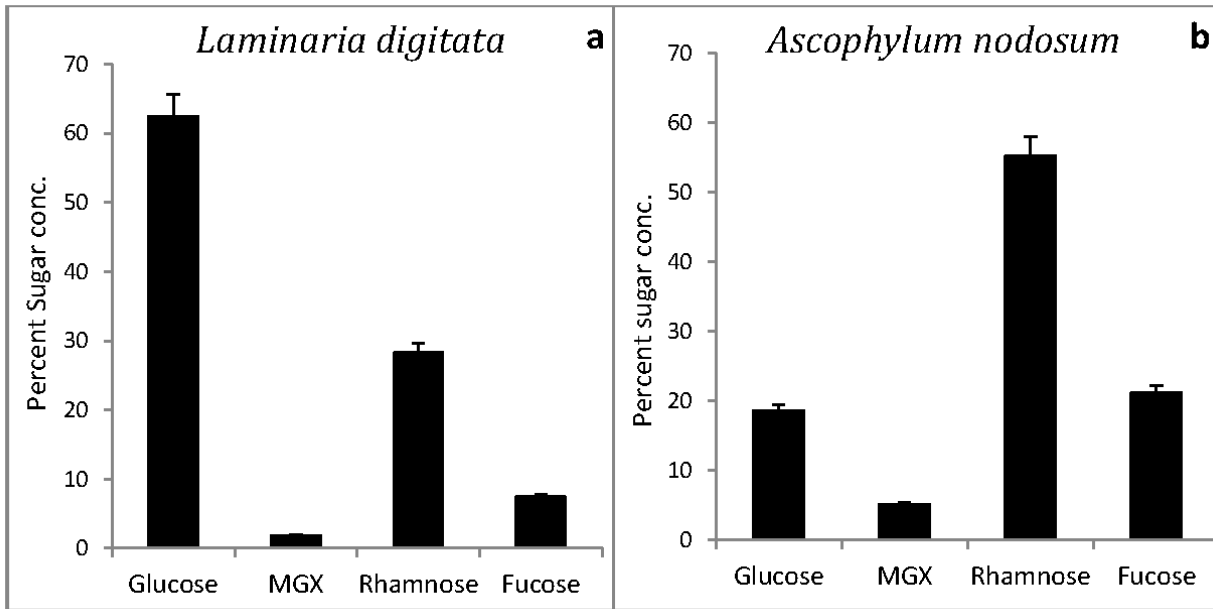 Laminaria digitata a
70
60
50
40
30
20
10
0
Percent Sugar conc.
Glucose MGX Rhamnose Fucose
Ascophylum nodosum b
70
60
50
40
30
20
10
0
Percent sugar conc.
Glucose MGX Rhamnose Fucose